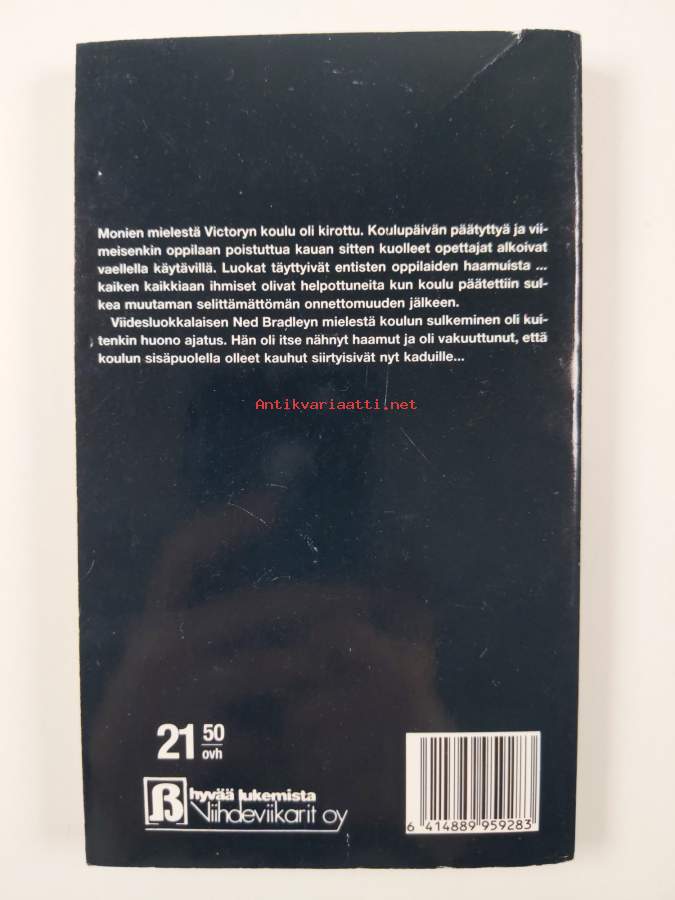 Monien mielestä Victoryn koulu oli kirottu. Koulupäivän päätyttyä ja vii-
meisenkin oppilaan poistuttua kauan sitten kuolleet opettajat alkoivat
vaellella käytävillä. Luokat täyttyivät entisten oppilaiden haamuista ...
kaiken kaikkiaan ihmiset olivat helpottuneita kun koulu päätettiin sul-
kea muutaman selittämättömän onnettomuuden jälkeen.
Viidesluokkalaisen Ned Bradleyn mielestä koulun sulkeminen oli kui-
tenkin huono ajatus. Hän oli itse nähnyt haamut ja oli vakuuttunut, että
koulun sisäpuolella olleet kauhut siirtyisivät nyt kaduille...
Antikvariaatti.net
21 50
ovh
hyvää lukemista
Viihdeviikarit oy
6 414889 959283